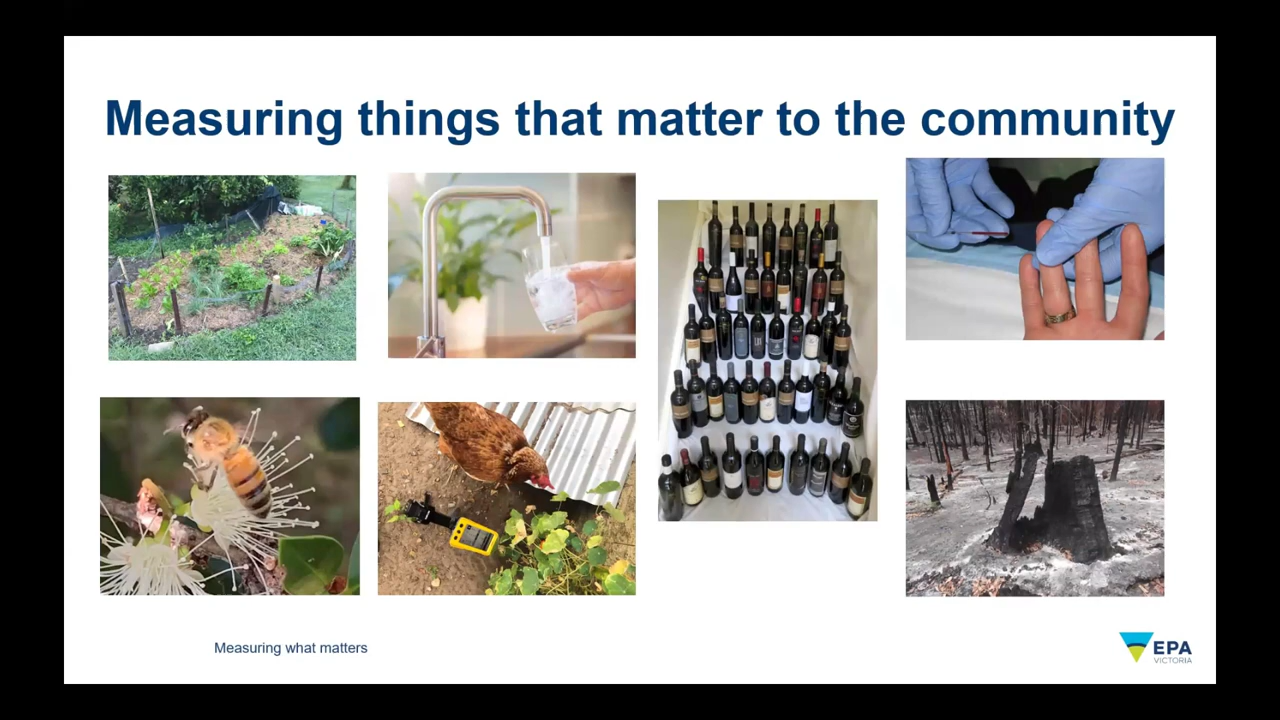 Measuring things that matter to the community
Measuring what matters
EPA
VICTORIA